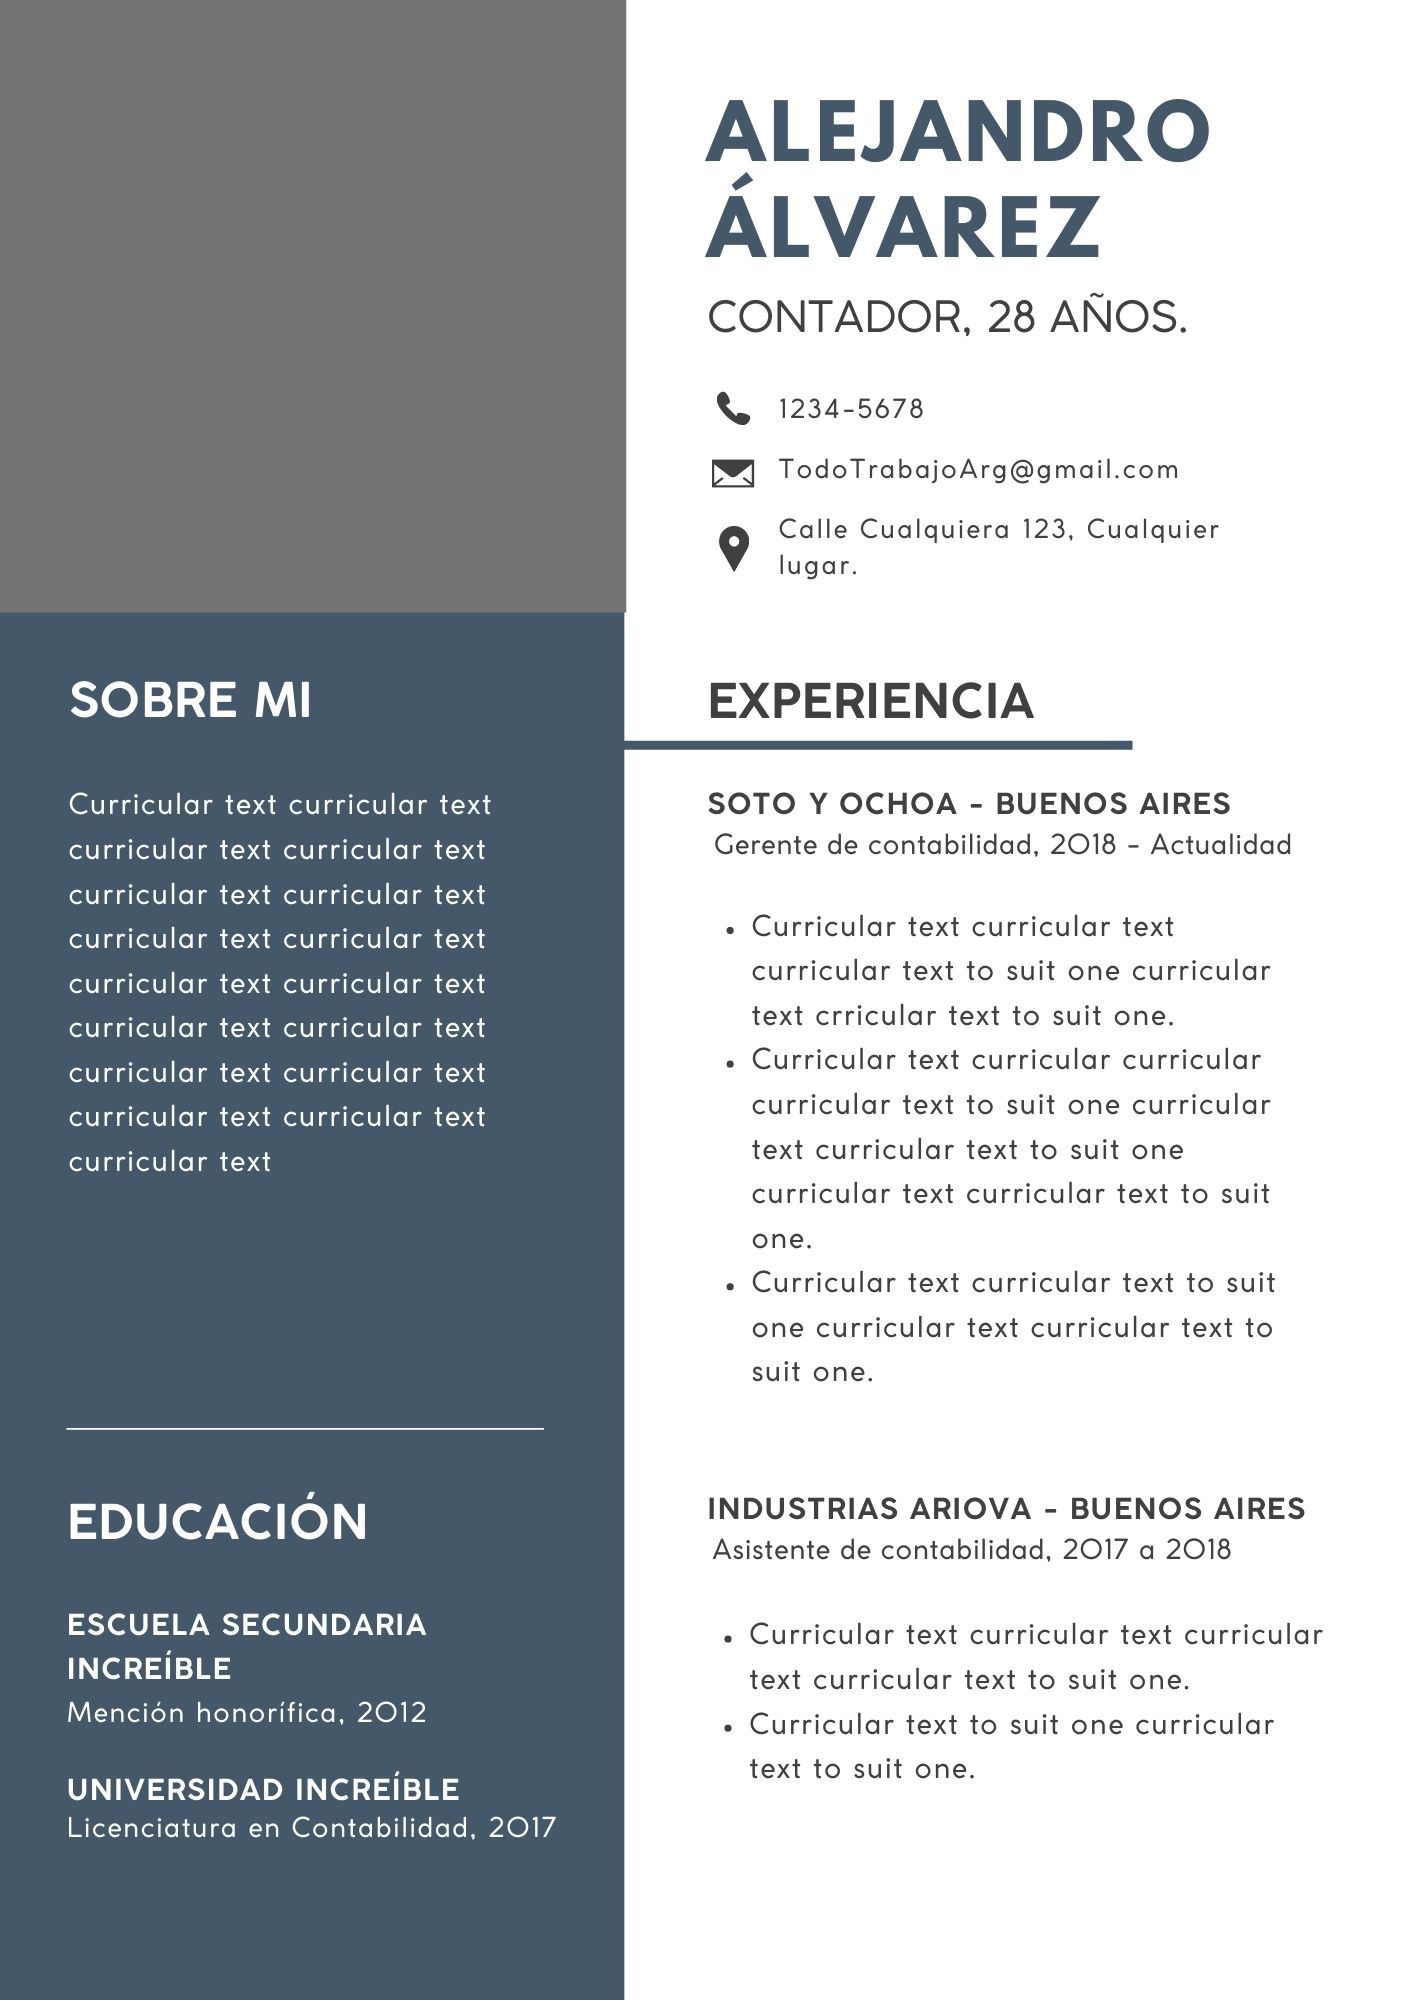 ALEJANDRO
ÁLVAREZ
CONTADOR, 28 AÑOS.
1234-5678
TodoTrabajoArg@gmail.com
Calle Cualquiera 123, Cualquier
lugar.
SOBRE MI
Curricular text curricular text
curricular text curricular text
curricular text curricular text
curricular text curricular text
curricular text curricular text
curricular text curricular text
curricular text curricular text
curricular text curricular text
curricular text
EDUCACIÓN
ESCUELA SECUNDARIA
INCREÍBLE
Mención honorífica, 2012
UNIVERSIDAD INCREÍBLE
Licenciatura en Contabilidad, 2017
EXPERIENCIA
SOTO Y OCHOA - BUENOS AIRES
Gerente de contabilidad, 2018 - Actualidad
• Curricular text curricular text
curricular text to suit one curricular
text crricular text to suit one.
• Curricular text curricular curricular
curricular text to suit one curricular
text curricular text to suit one
curricular text curricular text to suit
one.
• Curricular text curricular text to suit
one curricular text curricular text to
suit one.
INDUSTRIAS ARIOVA - BUENOS AIRES
Asistente de contabilidad, 2017 a 2018
• Curricular text curricular text curricular
text curricular text to suit one.
• Curricular text to suit one curricular
text to suit one.